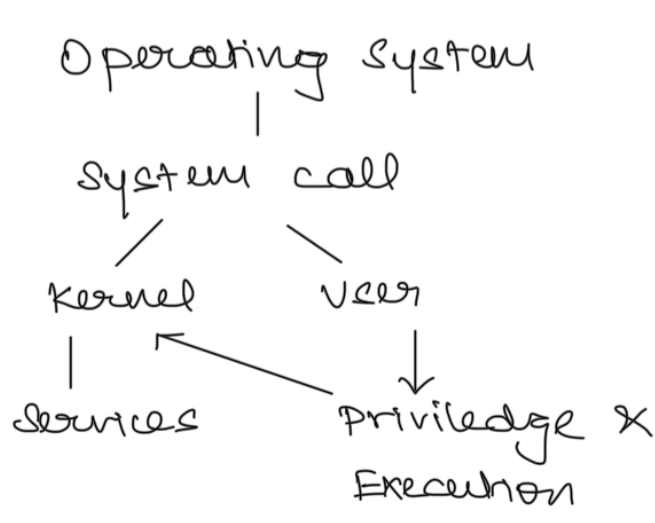 Operating System
System call
Kernel User
Services Priviledge X
Execution